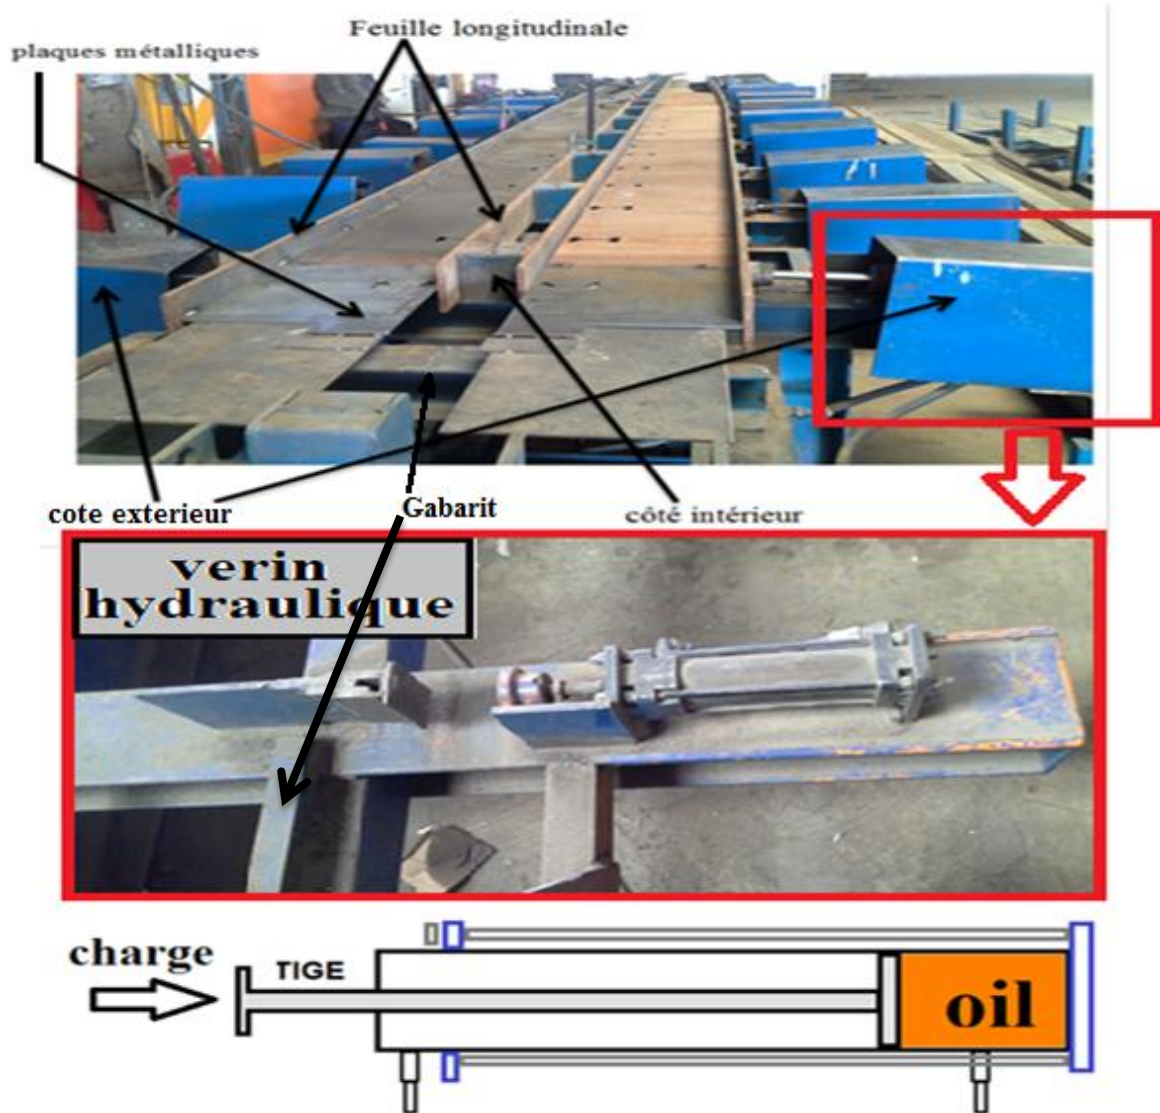 Feuille longitudinale
plaques métalliques
cote exterieur
Gabarit
côté intérieur
verin
hydraulique
charge
TIGE
oil